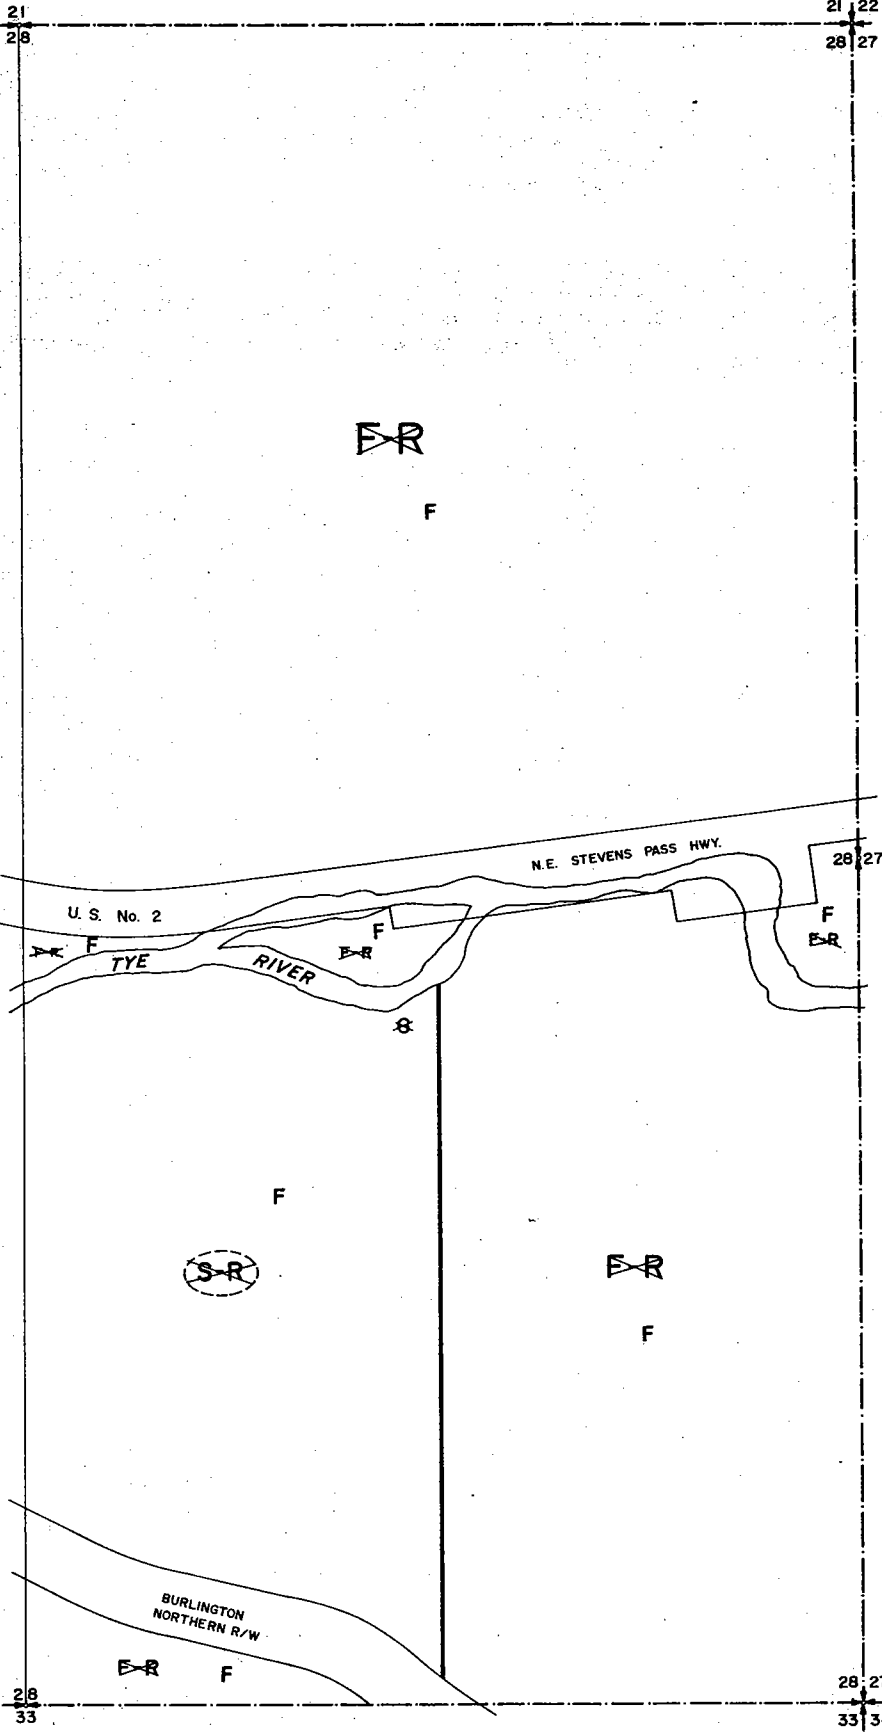 21
28
21 22
28 27
F-R
F
N.E. STEVENS PASS HWY.
28 27
U. S. No. 2
F
F
F
F-R
F-R
TYE RIVER
8
F
S-R
F-R
F
BURLINGTON
NORTHERN R/W
F-R
F
28
33
28
33